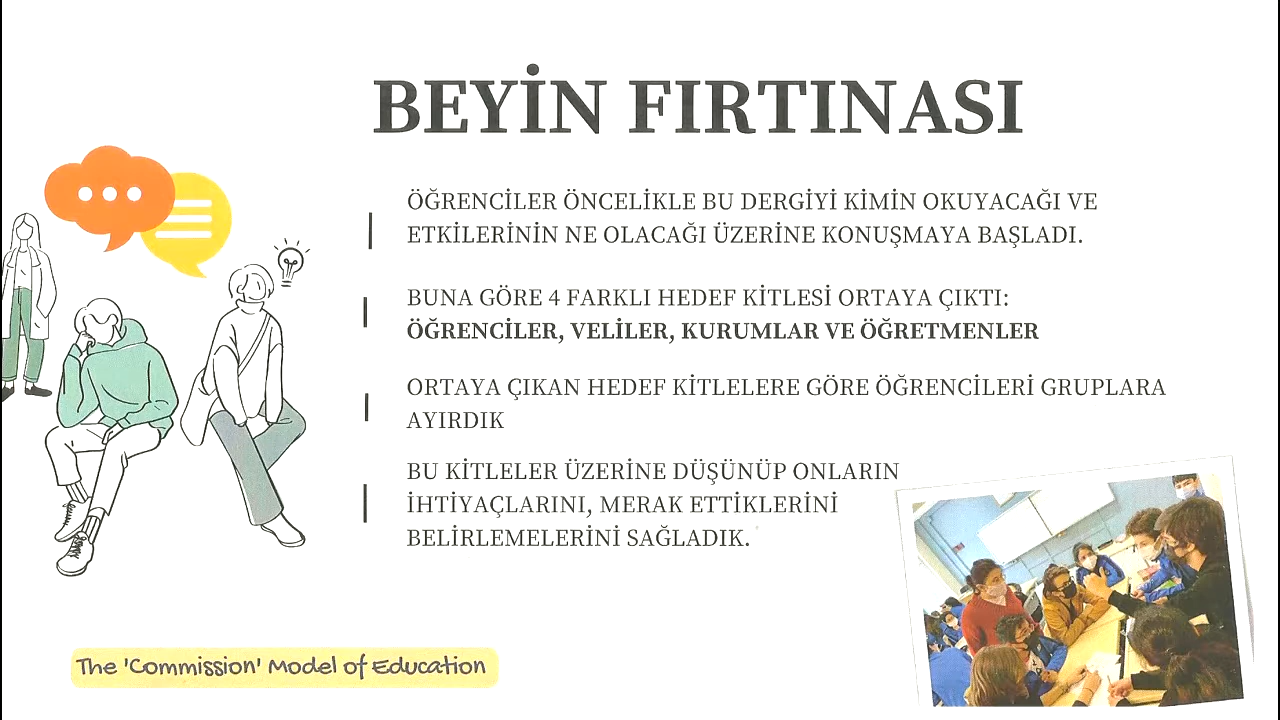 BEYİN FIRTINASI
ÖĞRENCİLER ÖNCELİKLE BU DERGİYİ KİMİN OKUYACAĞI VE
ETKİLERİNİN NE OLACAĞI ÜZERİNE KONUŞMAYA BAŞLADI.
BUNA GÖRE 4 FARKLI HEDEF KİTLESİ ORTAYA ÇIKTI:
ÖĞRENCİLER, VELİLER, KURUMLAR VE ÖĞRETMENLER
ORTAYA ÇIKAN HEDEF KİTLELERE GÖRE ÖĞRENCİLERİ GRUPLARA
AYIRDIK
BU KİTLELER ÜZERİNE DÜŞÜNÜP ONLARIN
İHTİYAÇLARINI, MERAK ETTİKLERİNİ
BELİRLEMELERİNİ SAĞLADIK.
The 'Commission' Model of Education